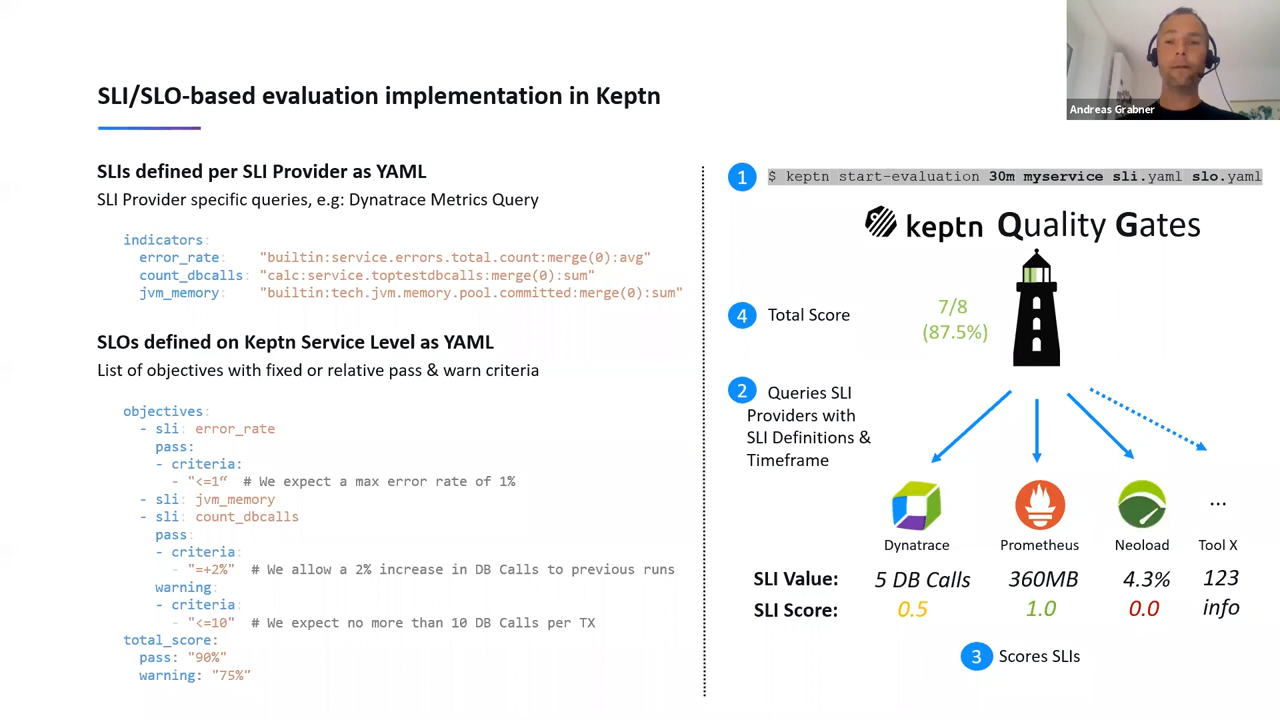 Andreas Grabner
SLI/SLO-based evaluation implementation in Keptn
SLIs defined per SLI Provider as YAML
SLI Provider specific queries, e.g: Dynatrace Metrics Query
indicators:
error_rate: "builtin:service.errors.total.count:merge(0):avg"
count_dbcalls: "calc:service.toptestdbcalls:merge(0):sum"
jvm_memory: "builtin:tech.jvm.memory.pool.committed:merge(0):sum"
SLOs defined on Keptn Service Level as YAML
List of objectives with fixed or relative pass & warn criteria
objectives:
- sli: error_rate
pass:
- criteria:
- "<=1“ # We expect a max error rate of 1%
- sli: jvm_memory
- sli: count_dbcalls
pass:
- criteria:
- "=+2%" # We allow a 2% increase in DB Calls to previous runs
warning:
- criteria:
- "<=10" # We expect no more than 10 DB Calls per TX
total_score:
pass: "90%"
warning: "75%"
1
$ keptn start-evaluation 30m myservice sli.yaml slo.yaml
keptn Quality Gates
4 Total Score
7/8
(87.5%)
2 Queries SLI
Providers with
SLI Definitions &
Timeframe
...
Dynatrace Prometheus Neoload Tool X
SLI Value: 5 DB Calls 360MB 4.3% 123
SLI Score: 0.5 1.0 0.0 info
3 Scores SLIs